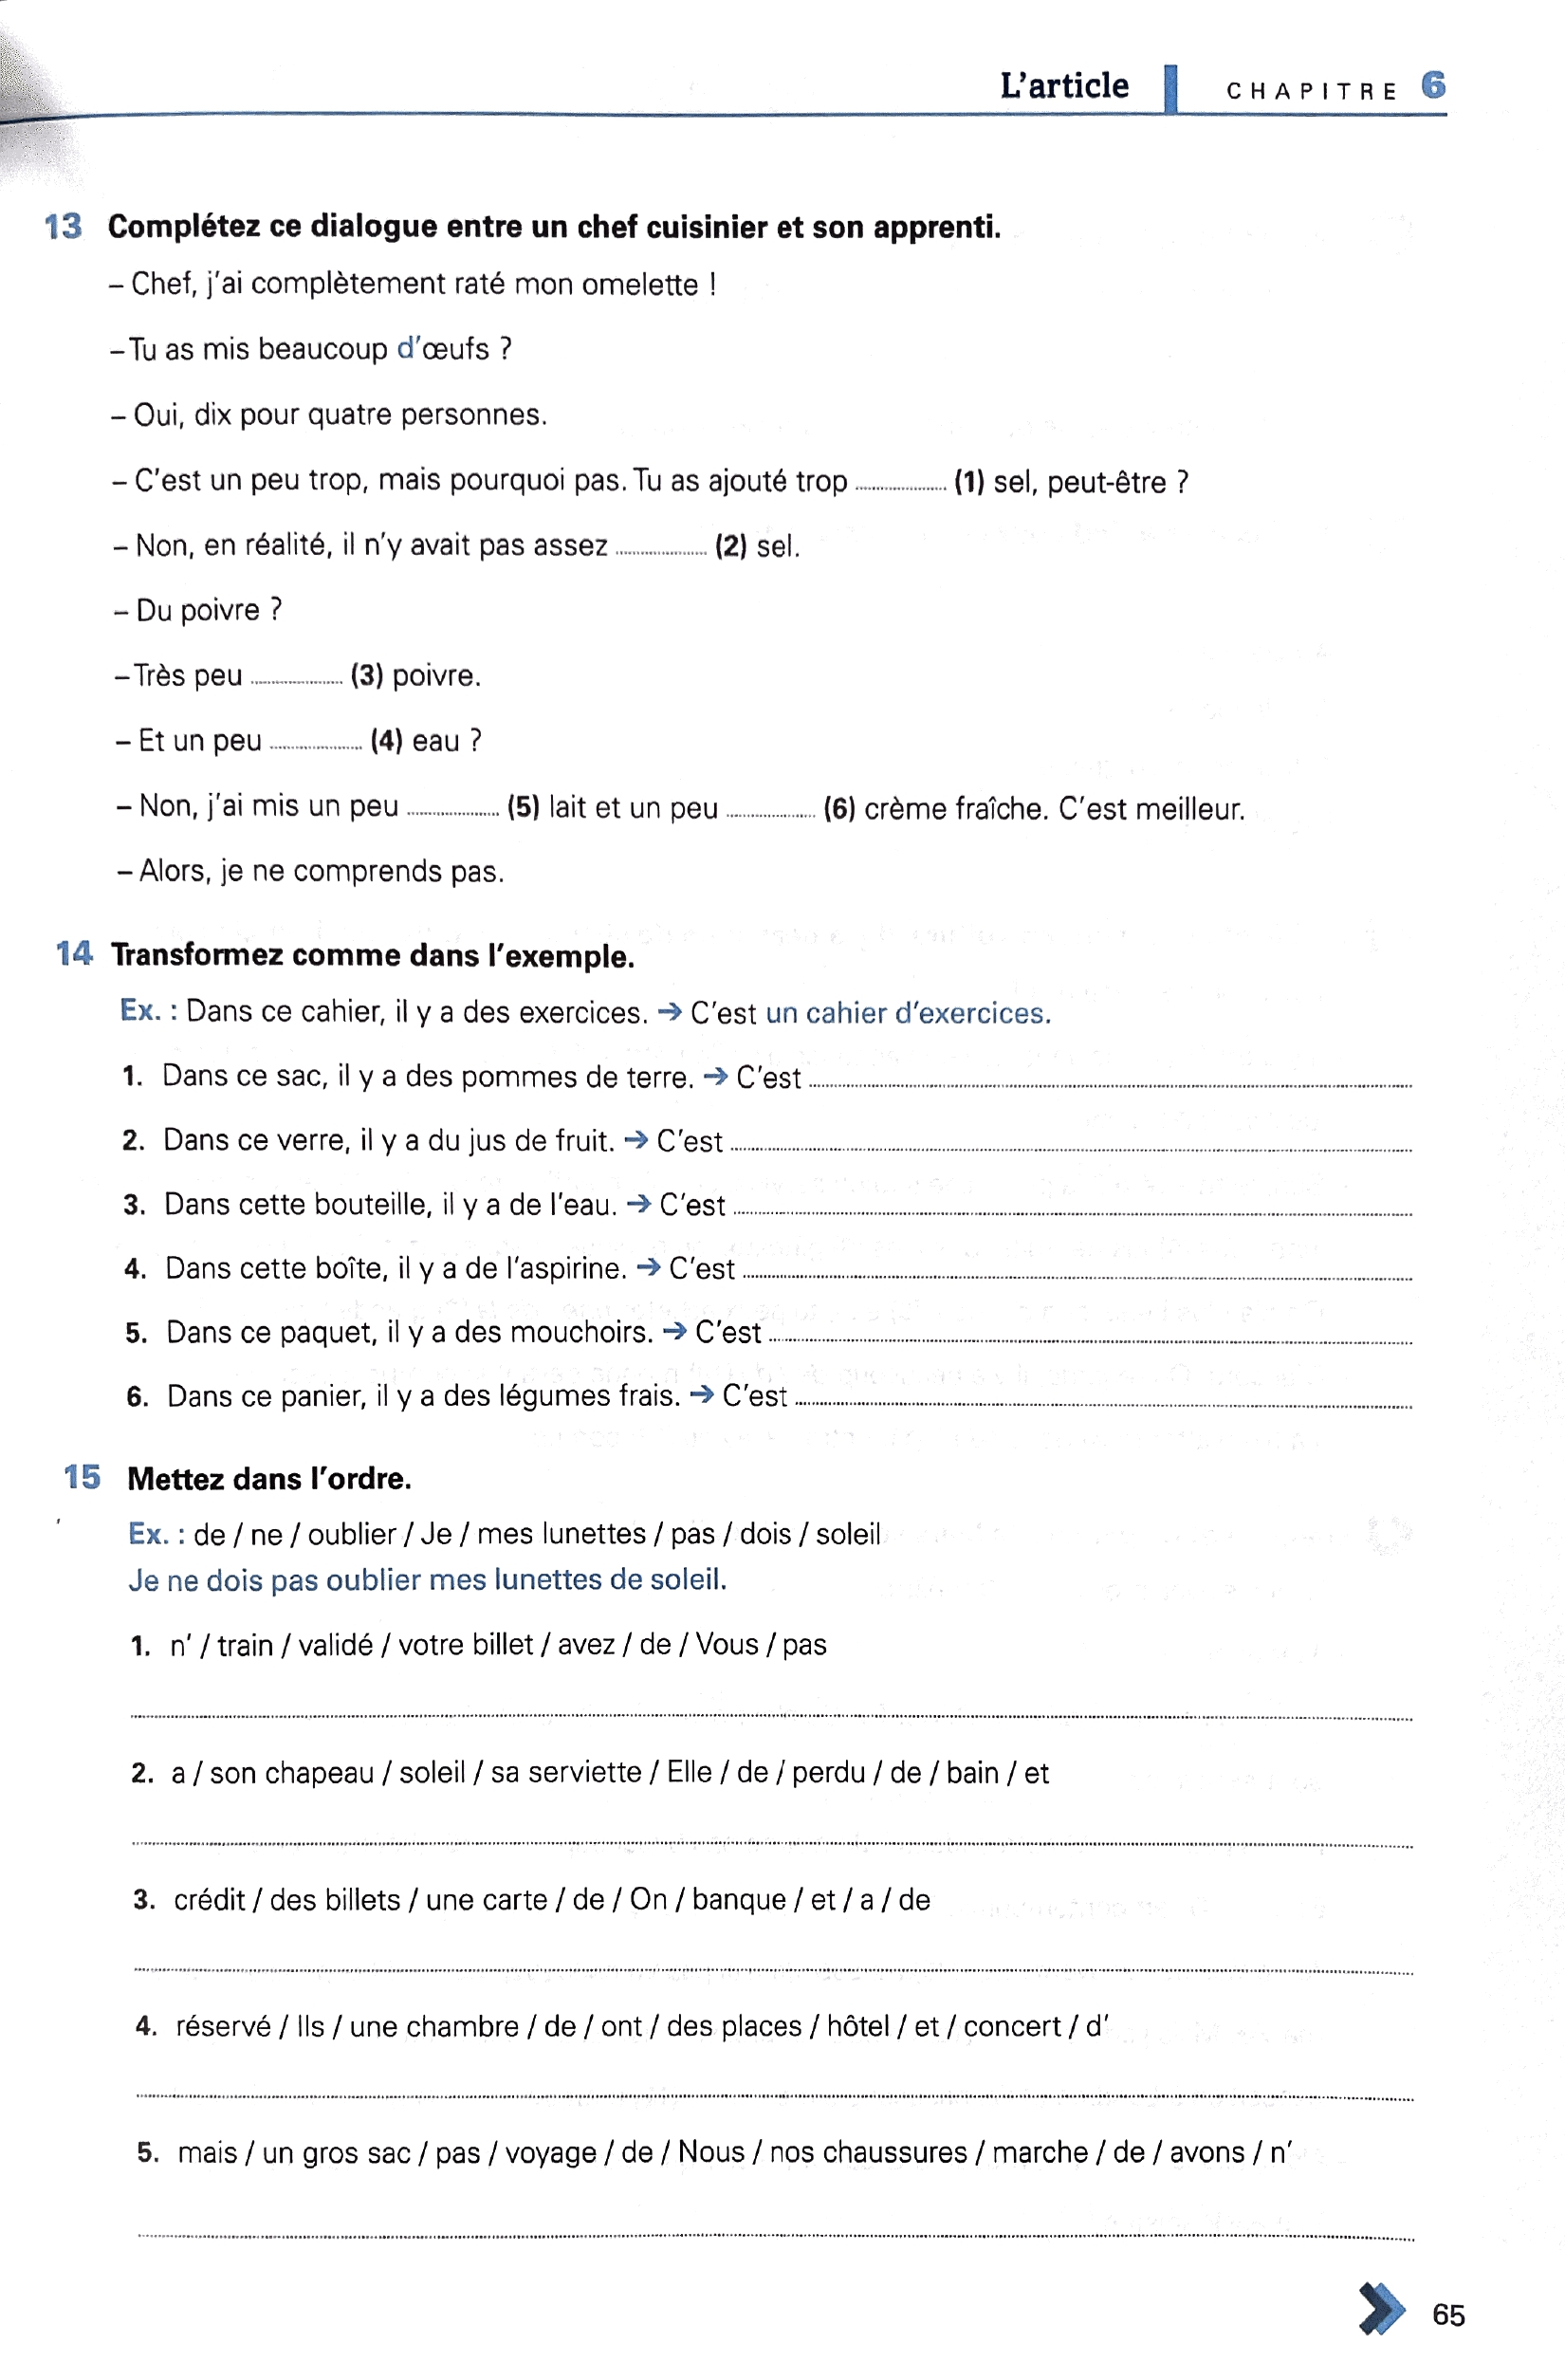 L'article CHAPITRE 6
13 Complétez ce dialogue entre un chef cuisinier et son apprenti.
– Chef, j'ai complètement raté mon omelette !
– Tu as mis beaucoup d'œufs ?
– Oui, dix pour quatre personnes.
– C'est un peu trop, mais pourquoi pas. Tu as ajouté trop .................. (1) sel, peut-être ?
– Non, en réalité, il n'y avait pas assez .................. (2) sel.
– Du poivre ?
– Très peu .................. (3) poivre.
– Et un peu .................. (4) eau ?
– Non, j'ai mis un peu .................. (5) lait et un peu .................. (6) crème fraîche. C'est meilleur.
– Alors, je ne comprends pas.
14 Transformez comme dans l'exemple.
Ex. : Dans ce cahier, il y a des exercices. → C'est un cahier d'exercices.
1. Dans ce sac, il y a des pommes de terre. → C'est ..................
2. Dans ce verre, il y a du jus de fruit. → C'est ..................
3. Dans cette bouteille, il y a de l'eau. → C'est ..................
4. Dans cette boîte, il y a de l'aspirine. → C'est ..................
5. Dans ce paquet, il y a des mouchoirs. → C'est ..................
6. Dans ce panier, il y a des légumes frais. → C'est ..................
15 Mettez dans l'ordre.
Ex. : de / ne / oublier / Je / mes lunettes / pas / dois / soleil
Je ne dois pas oublier mes lunettes de soleil.
1. n' / train / validé / votre billet / avez / de / Vous / pas
2. a / son chapeau / soleil / sa serviette / Elle / de / perdu / de / bain / et
3. crédit / des billets / une carte / de / On / banque / et / a / de
4. réservé / Ils / une chambre / de / ont / des places / hôtel / et / concert / d'
5. mais / un gros sac / pas / voyage / de / Nous / nos chaussures / marche / de / avons / n'
65